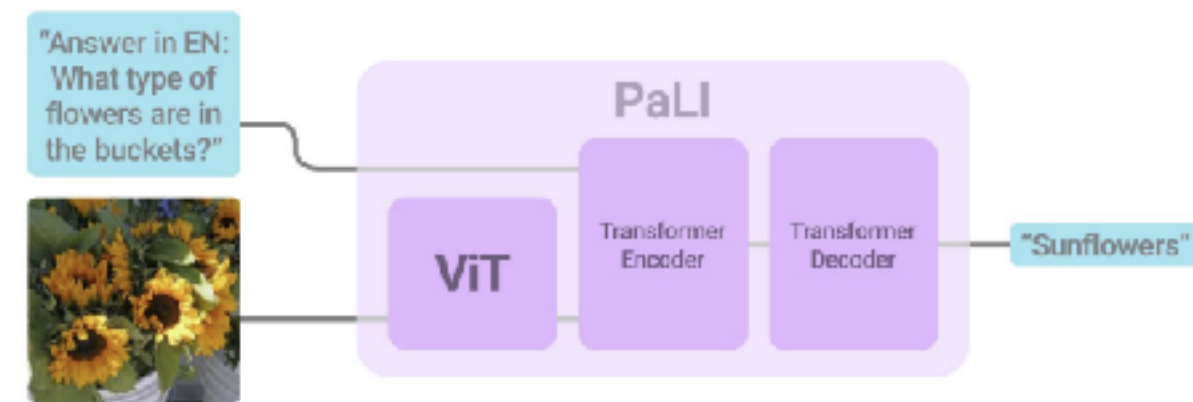 "Answer in EN:
What type of
flowers are in
the buckets?"
PaLI
ViT
Transformer
Encoder
Transformer
Decoder
"Sunflowers"